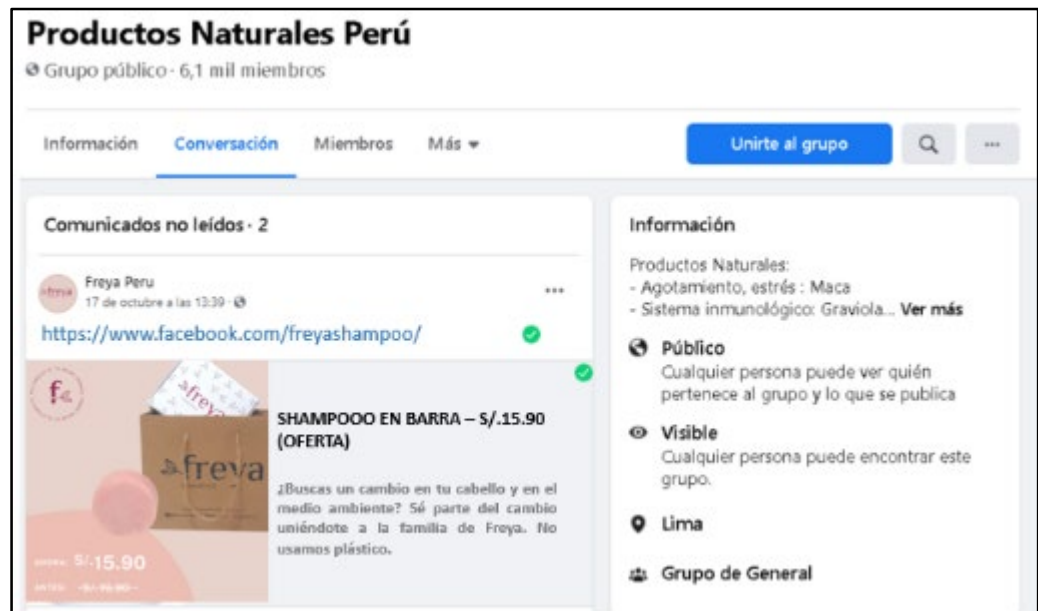 Productos Naturales Perú
Grupo público · 6,1 mil miembros
Información Conversación Miembros Más
Unirte al grupo
Comunicados no leídos · 2
freya
Freya Peru
17 de octubre a las 13:39
https://www.facebook.com/freyashampoo/
freya
freya
SHAMPOOO EN BARRA – S/.15.90
(OFERTA)
¿Buscas un cambio en tu cabello y en el
medio ambiente? Sé parte del cambio
uniéndote a la familia de Freya. No
usamos plástico.
AHORA: S/.15.90
ANTES:
Información
Productos Naturales:
- Agotamiento, estrés : Maca
- Sistema inmunológico: Graviola... Ver más
Público
Cualquier persona puede ver quién
pertenece al grupo y lo que se publica
Visible
Cualquier persona puede encontrar este
grupo.
Lima
Grupo de General